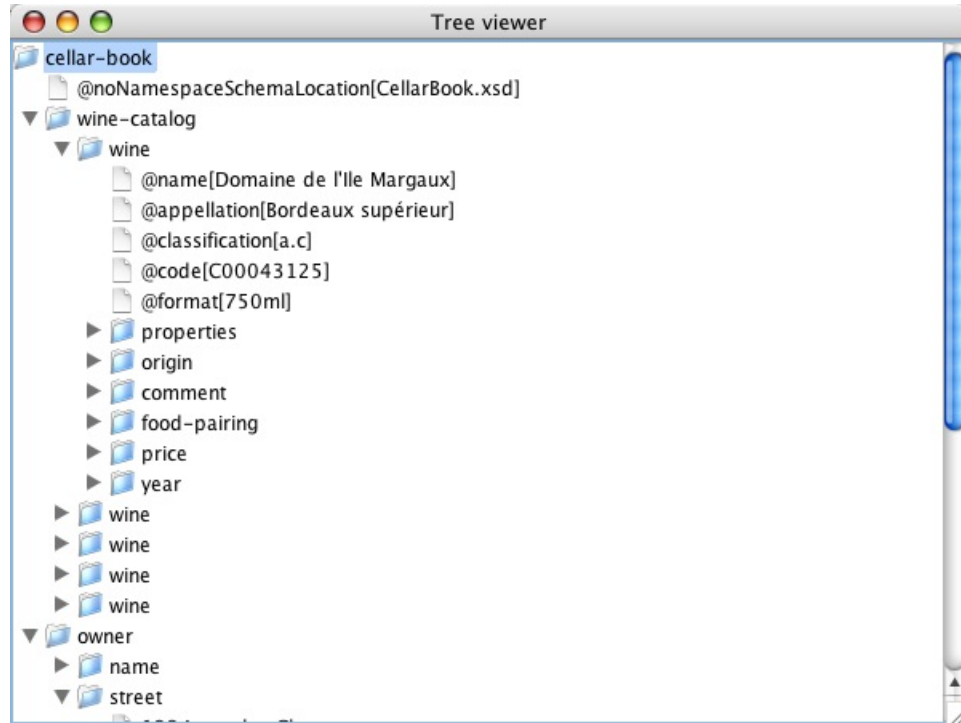 Tree viewer
cellar-book
@noNamespaceSchemaLocation[CellarBook.xsd]
wine-catalog
wine
@name[Domaine de l'Ile Margaux]
@appellation[Bordeaux supérieur]
@classification[a.c]
@code[C00043125]
@format[750ml]
properties
origin
comment
food-pairing
price
year
wine
wine
wine
wine
owner
name
street